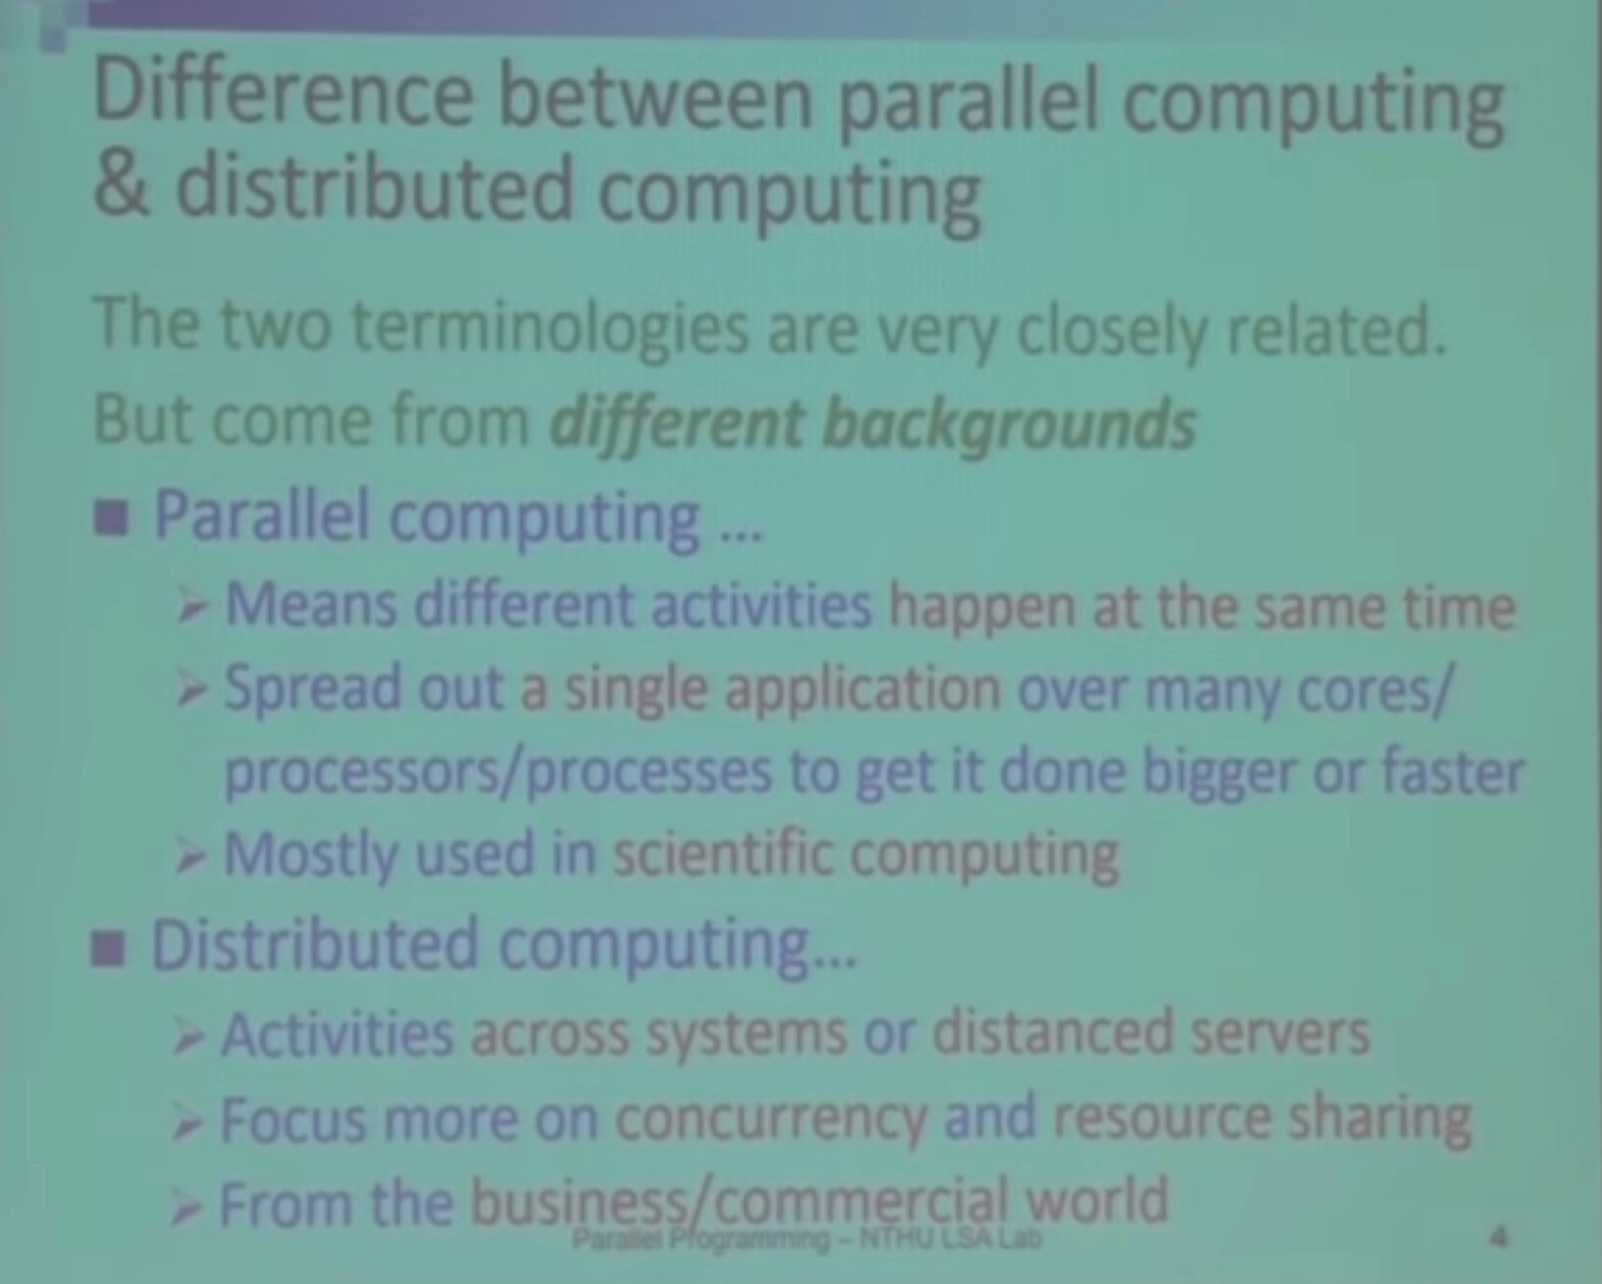 Difference between parallel computing
& distributed computing
The two terminologies are very closely related.
But come from different backgrounds
■ Parallel computing ...
➢ Means different activities happen at the same time
➢ Spread out a single application over many cores/
processors/processes to get it done bigger or faster
➢ Mostly used in scientific computing
■ Distributed computing...
➢ Activities across systems or distanced servers
➢ Focus more on concurrency and resource sharing
➢ From the business/commercial world
Parallel Programming – NTHU LSA Lab
4